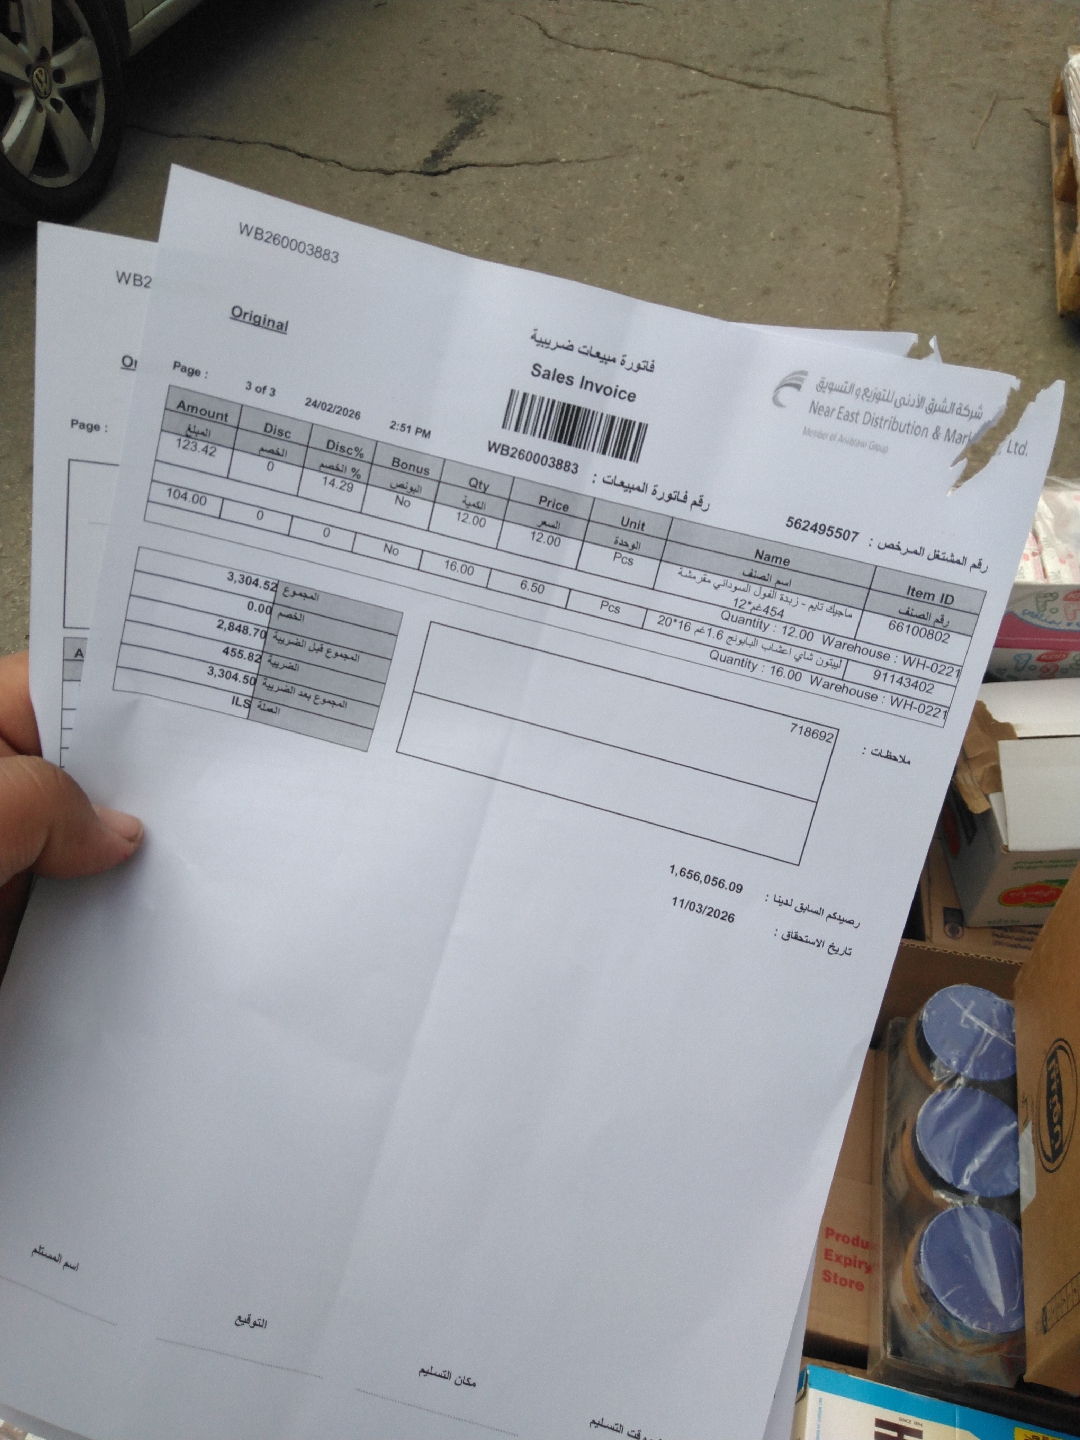 WB260003883
WB2
Original
Page :
3 of 3
24/02/2026
2:51 PM
فاتورة مبيعات ضريبية
Sales Invoice
WB260003883
رقم فاتورة المبيعات :
شركة الشرق الأدنى للتوزيع والتسويق
Near East Distribution & Ltd.
رقم المشتغل المرخص : 562495507
Amount Disc Disc% Bonus Qty Price Unit Name Item ID
المبلغ الخصم الخصم % البونص الكمية السعر الوحدة اسم الصنف رقم الصنف
123.42 0 14.29 No 12.00 12.00 Pcs ماجيك تايم - زبدة الفول السوداني مقرمشة 454غم*12 66100802
Quantity : 12.00 Warehouse : WH-0221
104.00 0 0 No 16.00 6.50 Pcs ليبتون شاي اعشاب البابونج 1.6غم 16*20 91143402
Quantity : 16.00 Warehouse : WH-0221
المجموع 3,304.52
الخصم 0.00
المجموع قبل الضريبة 2,848.70
الضريبة 455.82
المجموع بعد الضريبة 3,304.50
العملة ILS
ملاحظات :
718692
رصيدكم السابق لدينا : 1,656,056.09
تاريخ الاستحقاق : 11/03/2026
اسم المستلم
التوقيع
مكان التسليم
التسليم
Page :
Expiry
Store